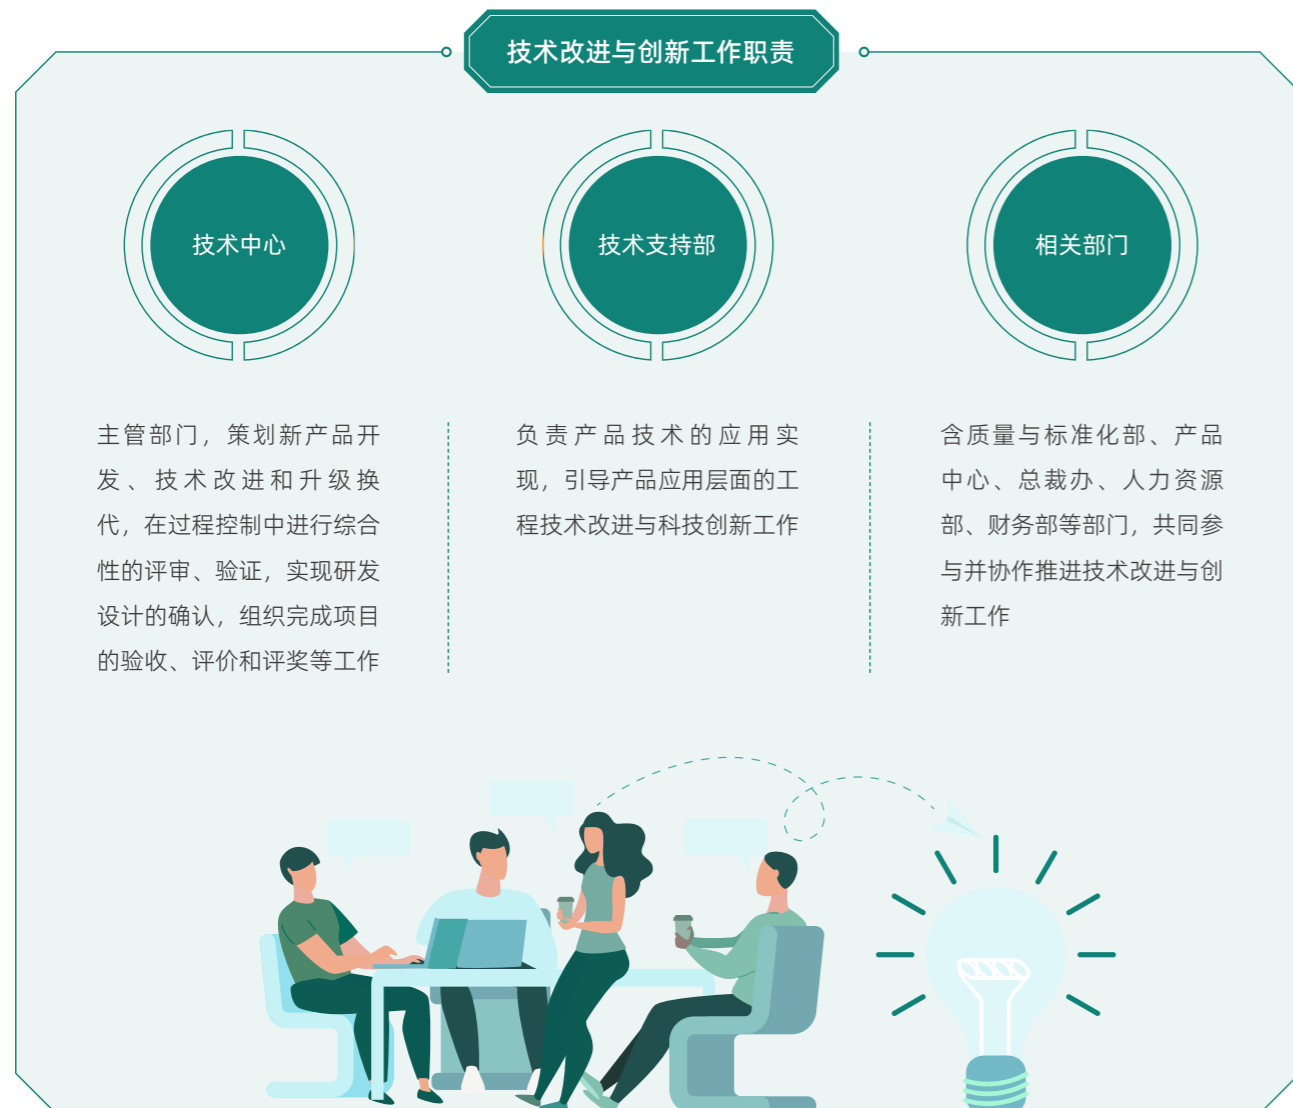 技术改进与创新工作职责
技术中心
技术支持部
相关部门
主管部门，策划新产品开
发、技术改进和升级换
代，在过程控制中进行综合
性的评审、验证，实现研发
设计的确认，组织完成项目
的验收、评价和评奖等工作
负责产品技术的应用实
现，引导产品应用层面的工
程技术改进与科技创新工作
含质量与标准化部、产品
中心、总裁办、人力资源
部、财务部等部门，共同参
与并协作推进技术改进与创
新工作